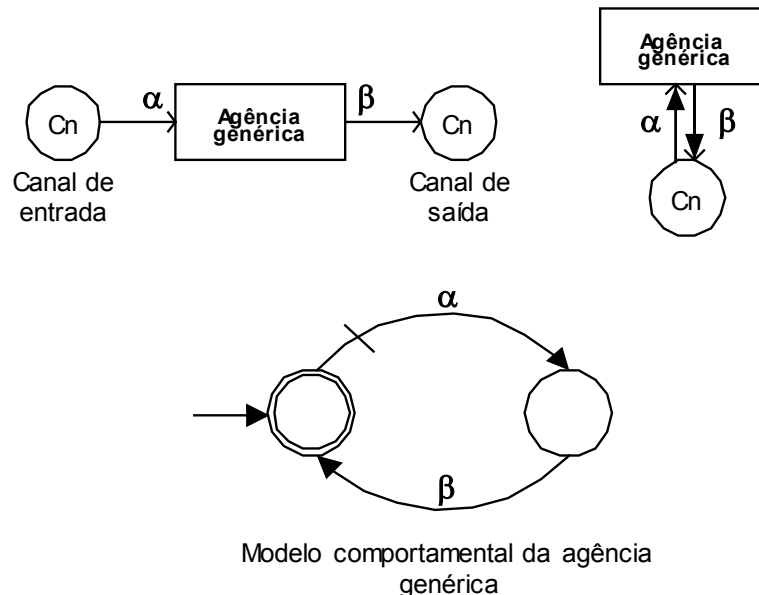 Agência
genérica
α
β
Cn
Agência
genérica
Cn
Canal de
entrada
Canal de
saída
α
β
Cn
α
β
Modelo comportamental da agência
genérica